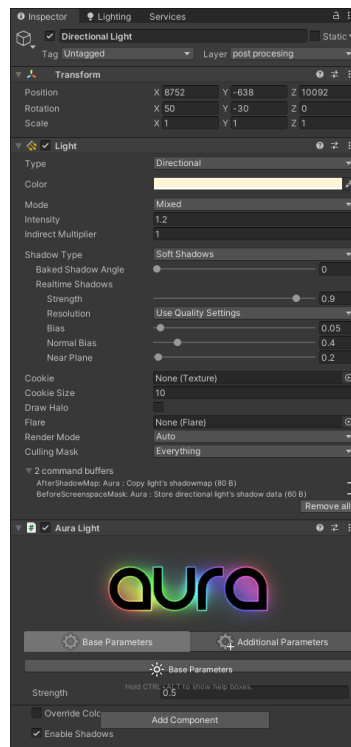 Inspector Lighting Services
Directional Light Static
Tag Untagged Layer post procesing
Transform
Position X 8752 Y -638 Z 10092
Rotation X 50 Y -30 Z 0
Scale X 1 Y 1 Z 1
Light
Type Directional
Color
Mode Mixed
Intensity 1.2
Indirect Multiplier 1
Shadow Type Soft Shadows
Baked Shadow Angle 0
Realtime Shadows
Strength 0.9
Resolution Use Quality Settings
Bias 0.05
Normal Bias 0.4
Near Plane 0.2
Cookie None (Texture)
Cookie Size 10
Draw Halo
Flare None (Flare)
Render Mode Auto
Culling Mask Everything
2 command buffers
AfterShadowMap: Aura : Copy light's shadowmap (80 B)
BeforeScreenspaceMask: Aura : Store directional light's shadow data (60 B)
Remove all
Aura Light
aura
Base Parameters Additional Parameters
Base Parameters
Hold CTRL+ALT to show help boxes.
Strength 0.5
Override Colo
Add Component
Enable Shadows